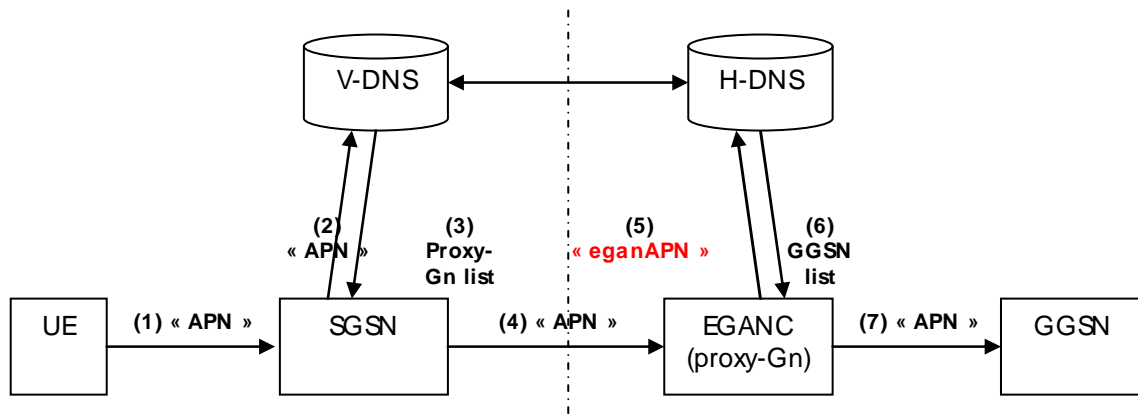 V-DNS
H-DNS
(2)
« APN »
(3)
Proxy-
Gn list
(5)
« eganAPN »
(6)
GGSN
list
UE
(1) « APN »
SGSN
(4) « APN »
EGANC
(proxy-Gn)
(7) « APN »
GGSN